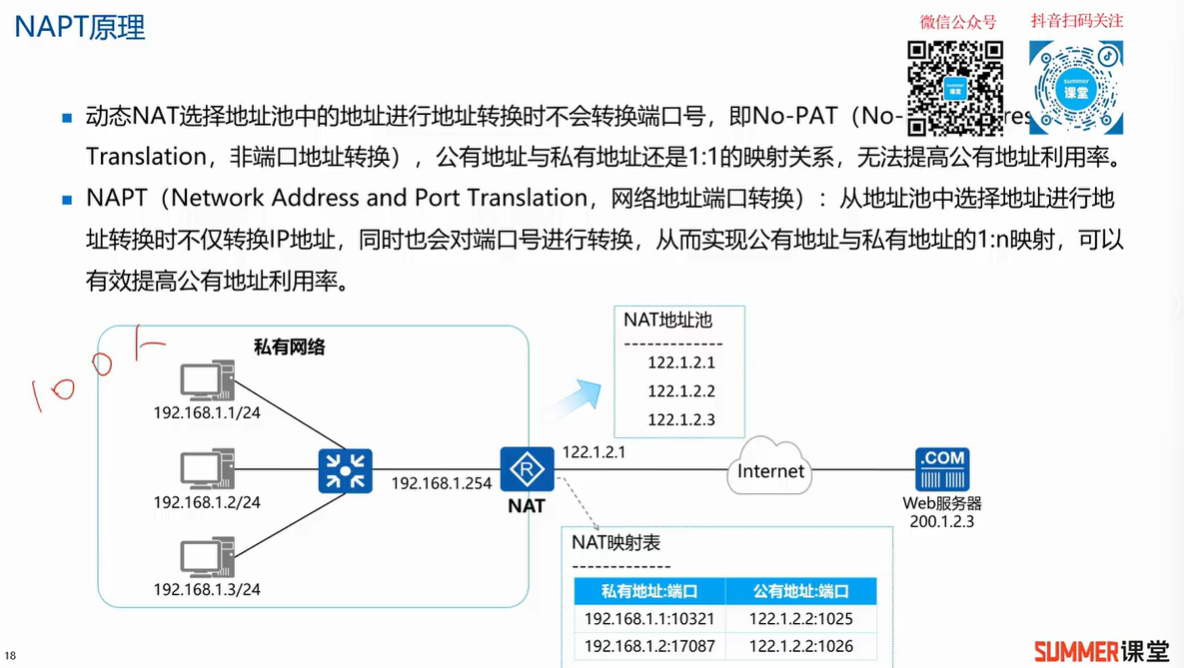 NAPT原理
微信公众号
抖音扫码关注
summer
课堂
▪ 动态NAT选择地址池中的地址进行地址转换时不会转换端口号，即No-PAT（No-
Translation，非端口地址转换），公有地址与私有地址还是1:1的映射关系，无法提高公有地址利用率。
▪ NAPT（Network Address and Port Translation，网络地址端口转换）：从地址池中选择地址进行地
址转换时不仅转换IP地址，同时也会对端口号进行转换，从而实现公有地址与私有地址的1:n映射，可以
有效提高公有地址利用率。
私有网络
192.168.1.1/24
192.168.1.2/24
192.168.1.3/24
192.168.1.254
R
NAT
122.1.2.1
NAT地址池
-------------
122.1.2.1
122.1.2.2
122.1.2.3
Internet
.COM
Web服务器
200.1.2.3
NAT映射表
-------------
私有地址:端口 公有地址:端口
192.168.1.1:10321 122.1.2.2:1025
192.168.1.2:17087 122.1.2.2:1026
18
SUMMER课堂